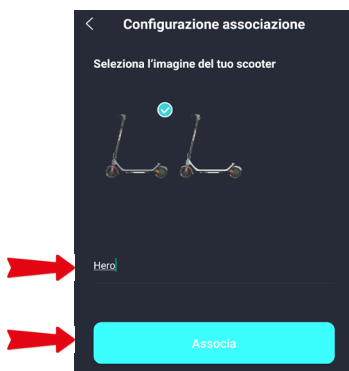 Configurazione associazione
Seleziona l'imagine del tuo scooter
Hero
Associa